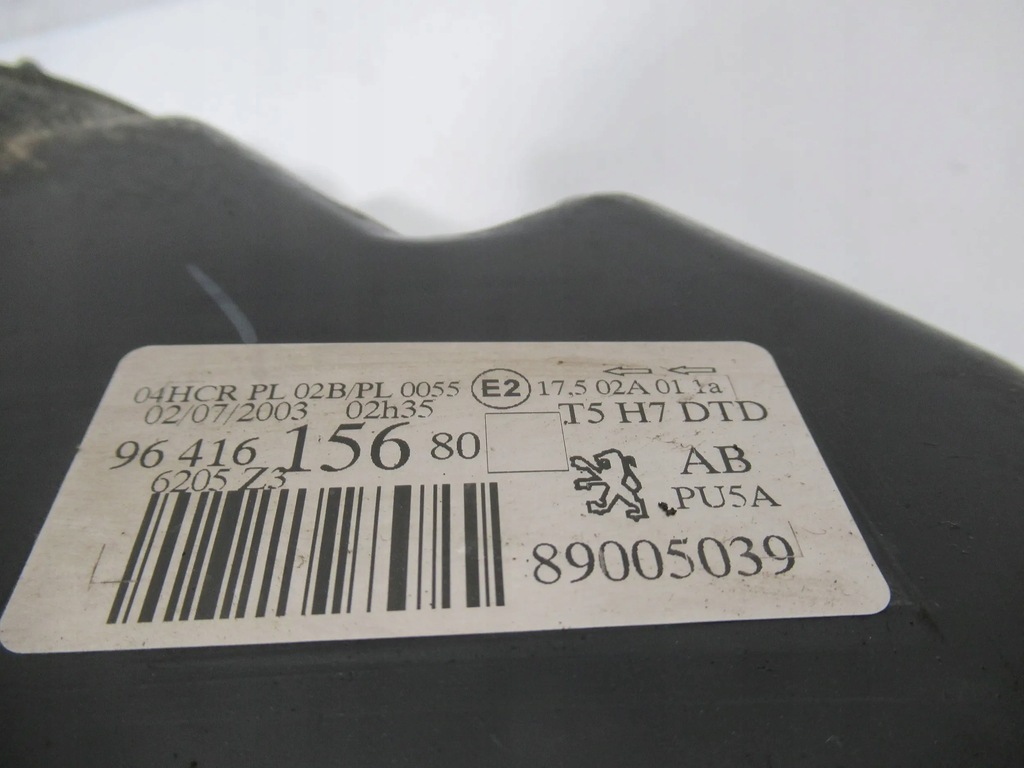 04HCR PL 02B/PL 0055 E2 17,5 02A 01 1a
02/07/2003 02h35 T5 H7 DTD
96 416 156 80 AB
6205 Z3 PU5A
89005039